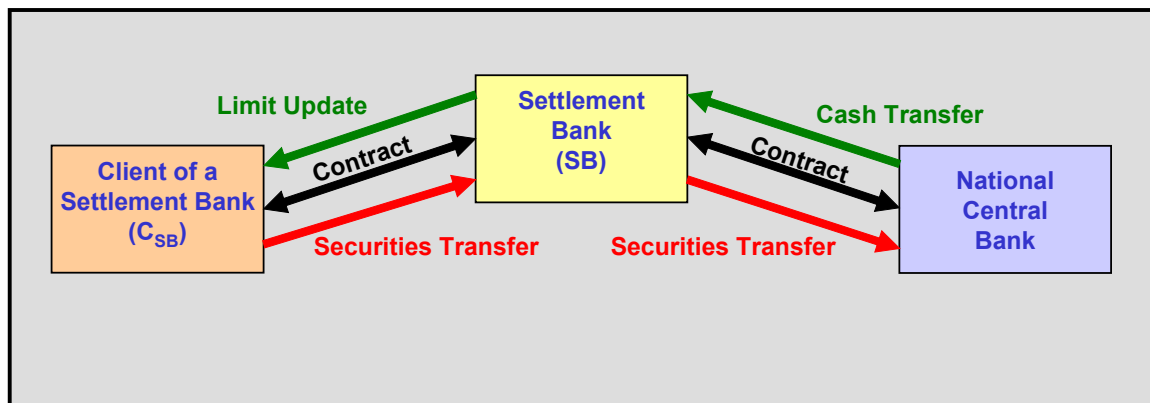 Limit Update
Contract
Securities Transfer
Client of a
Settlement Bank
(C_SB)
Settlement
Bank
(SB)
Cash Transfer
Contract
Securities Transfer
National
Central
Bank